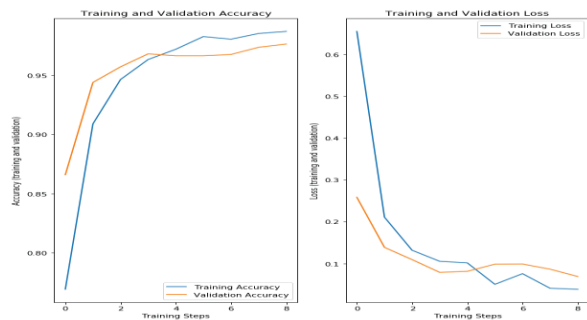 Training and Validation Accuracy
Accuracy (training and validation)
0.95
0.90
0.85
0.80
Training Accuracy
Validation Accuracy
0 2 4 6 8
Training Steps
Training and Validation Loss
Training Loss
Validation Loss
Loss (training and validation)
0.6
0.5
0.4
0.3
0.2
0.1
0 2 4 6 8
Training Steps